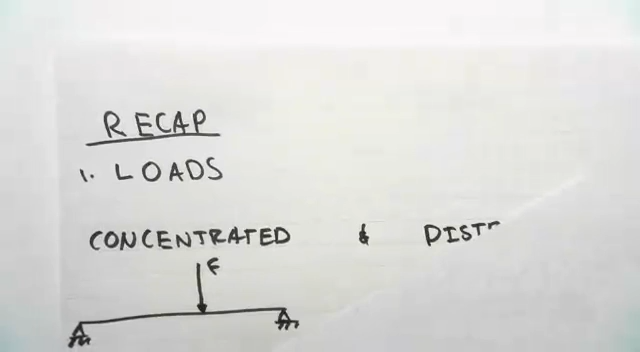 RECAP
1. LOADS
CONCENTRATED & DIST
F